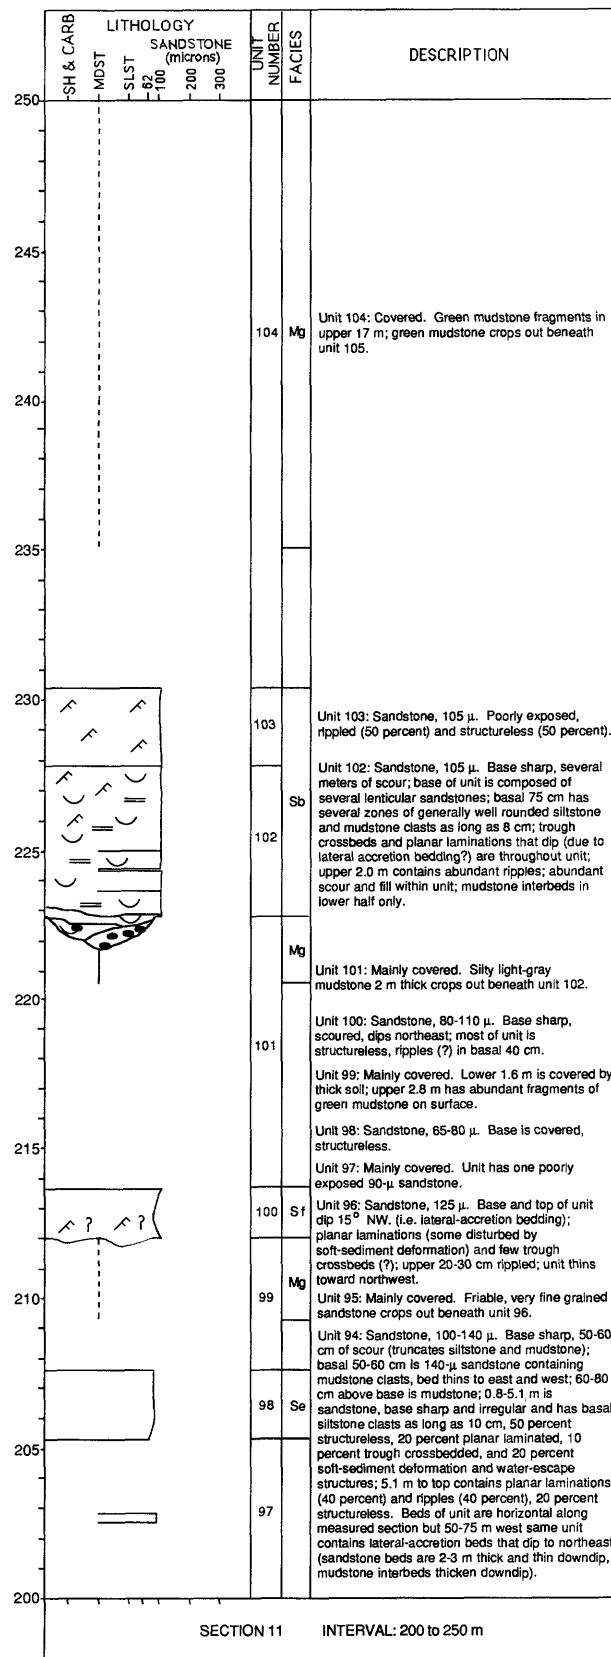 LITHOLOGY
SH & CARB
MDST
SLST
SANDSTONE
(microns)
62
100
200
300
UNIT
NUMBER
FACIES
DESCRIPTION
250
245
240
235
230
225
220
215
210
205
200
104
103
102
101
100
99
98
97
Mg
Sb
Mg
Sf
Mg
Se
? ?
Unit 104: Covered. Green mudstone fragments in
upper 17 m; green mudstone crops out beneath
unit 105.
Unit 103: Sandstone, 105 μ. Poorly exposed,
rippled (50 percent) and structureless (50 percent).
Unit 102: Sandstone, 105 μ. Base sharp, several
meters of scour; base of unit is composed of
several lenticular sandstones; basal 75 cm has
several zones of generally well rounded siltstone
and mudstone clasts as long as 8 cm; trough
crossbeds and planar laminations that dip (due to
lateral accretion bedding?) are throughout unit;
upper 2.0 m contains abundant ripples; abundant
scour and fill within unit; mudstone interbeds in
lower half only.
Unit 101: Mainly covered. Silty light-gray
mudstone 2 m thick crops out beneath unit 102.
Unit 100: Sandstone, 80-110 μ. Base sharp,
scoured, dips northeast; most of unit is
structureless, ripples (?) in basal 40 cm.
Unit 99: Mainly covered. Lower 1.6 m is covered by
thick soil; upper 2.8 m has abundant fragments of
green mudstone on surface.
Unit 98: Sandstone, 65-80 μ. Base is covered,
structureless.
Unit 97: Mainly covered. Unit has one poorly
exposed 90-μ sandstone.
Unit 96: Sandstone, 125 μ. Base and top of unit
dip 15° NW. (i.e. lateral-accretion bedding);
planar laminations (some disturbed by
soft-sediment deformation) and few trough
crossbeds (?); upper 20-30 cm rippled; unit thins
toward northwest.
Unit 95: Mainly covered. Friable, very fine grained
sandstone crops out beneath unit 96.
Unit 94: Sandstone, 100-140 μ. Base sharp, 50-60
cm of scour (truncates siltstone and mudstone);
basal 50-60 cm is 140-μ sandstone containing
mudstone clasts, bed thins to east and west; 60-80
cm above base is mudstone; 0.8-5.1 m is
sandstone, base sharp and irregular and has basal
siltstone clasts as long as 10 cm, 50 percent
structureless, 20 percent planar laminated, 10
percent trough crossbedded, and 20 percent
soft-sediment deformation and water-escape
structures; 5.1 m to top contains planar laminations
(40 percent) and ripples (40 percent), 20 percent
structureless. Beds of unit are horizontal along
measured section but 50-75 m west same unit
contains lateral-accretion beds that dip to northeast
(sandstone beds are 2-3 m thick and thin downdip,
mudstone interbeds thicken downdip).
SECTION 11 INTERVAL: 200 to 250 m